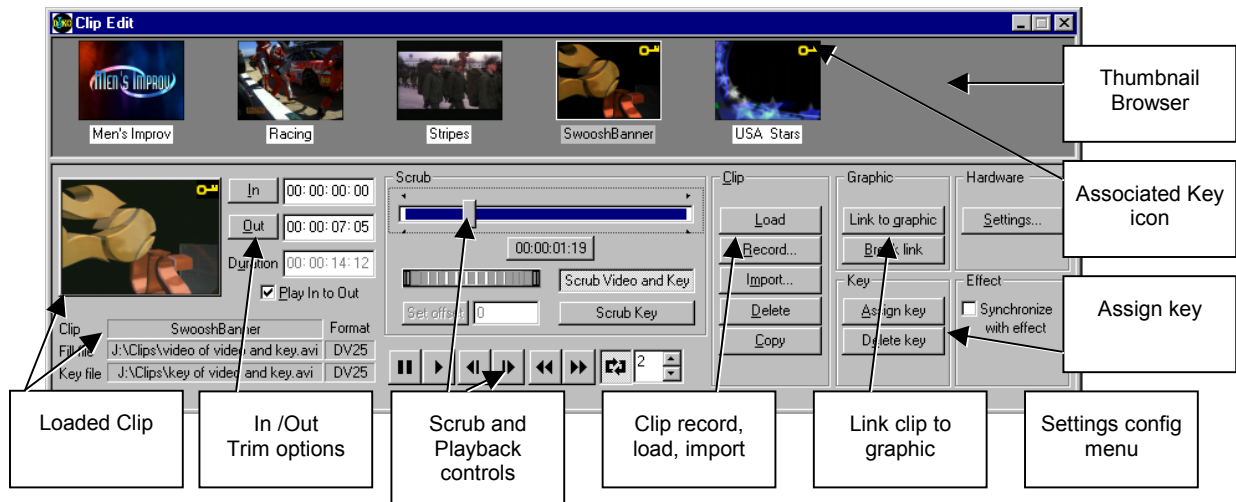 DEKO Clip Edit
MEN'S IMPROV
Men's Improv
Racing
Stripes
SwooshBanner
USA Stars
Thumbnail
Browser
Associated Key
icon
Assign key
In 00:00:00:00
Out 00:00:07:05
Duration 00:00:14:12
Play In to Out
Clip SwooshBanner Format
Fill file J:\Clips\video of video and key.avi DV25
Key file J:\Clips\key of video and key.avi DV25
Scrub
00:00:01:19
Scrub Video and Key
Set offset 0
Scrub Key
2
Clip
Load
Record...
Import...
Delete
Copy
Graphic
Link to graphic
Break link
Key
Assign key
Delete key
Hardware
Settings...
Effect
Synchronize
with effect
Loaded Clip
In /Out
Trim options
Scrub and
Playback
controls
Clip record,
load, import
Link clip to
graphic
Settings config
menu